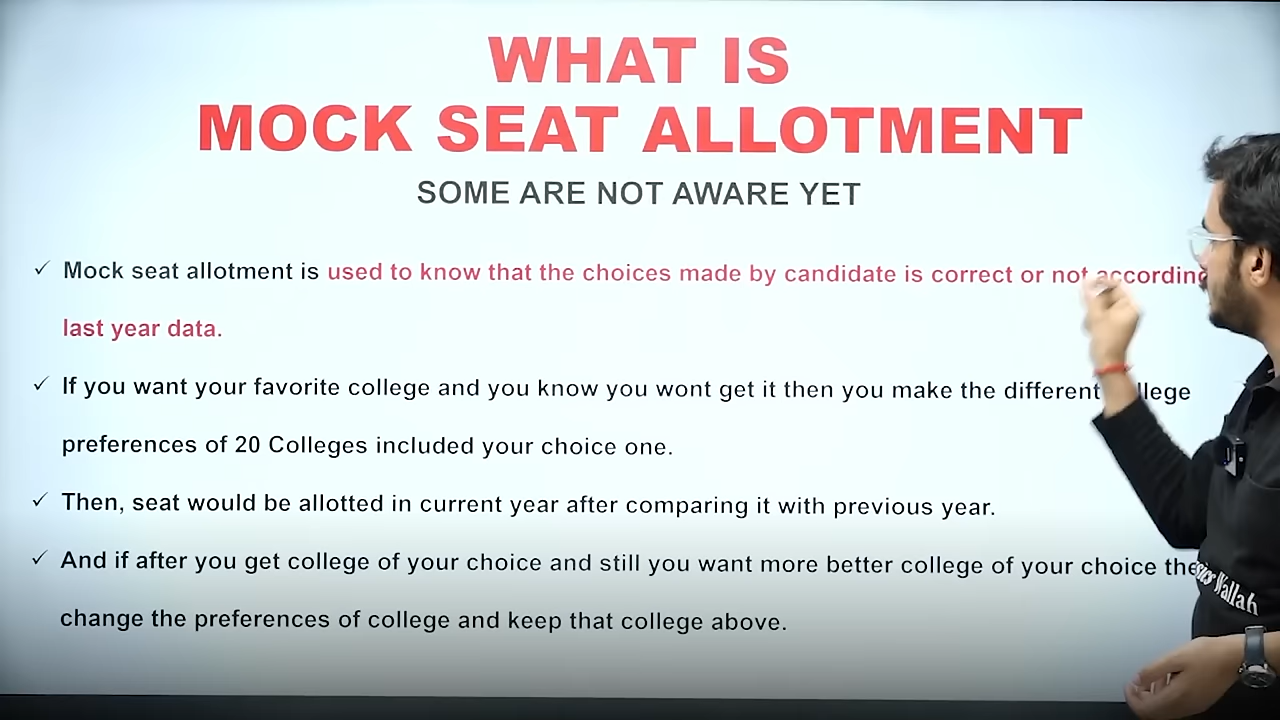 WHAT IS
MOCK SEAT ALLOTMENT
SOME ARE NOT AWARE YET
✓ Mock seat allotment is used to know that the choices made by candidate is correct or not according
last year data.
✓ If you want your favorite college and you know you wont get it then you make the different
preferences of 20 Colleges included your choice one.
✓ Then, seat would be allotted in current year after comparing it with previous year.
✓ And if after you get college of your choice and still you want more better college of your choice
change the preferences of college and keep that college above.
Wallah